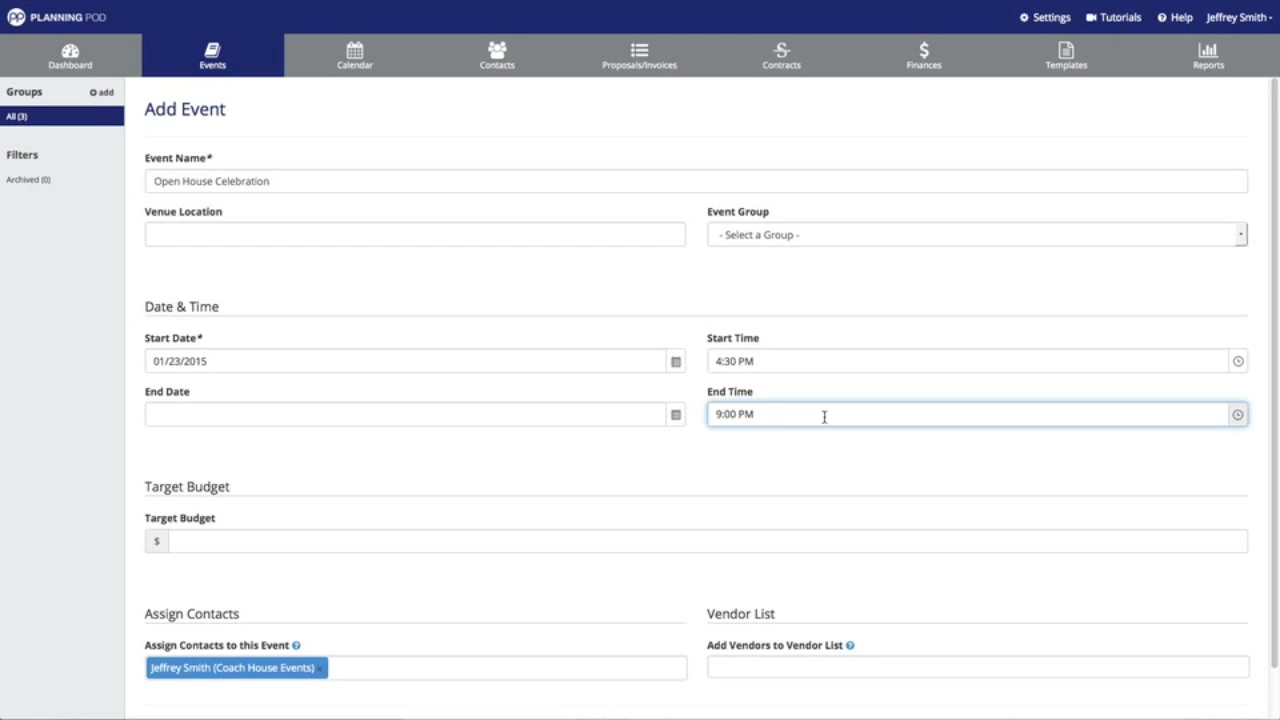 PLANNING POD
Settings Tutorials Help Jeffrey Smith
Dashboard Events Calendar Contacts Proposals/Invoices Contracts Finances Templates Reports
Groups add
All (3)
Filters
Archived (0)
Add Event
Event Name*
Open House Celebration
Venue Location Event Group
- Select a Group -
Date & Time
Start Date* Start Time
01/23/2015 4:30 PM
End Date End Time
9:00 PM
Target Budget
Target Budget
$
Assign Contacts Vendor List
Assign Contacts to this Event ? Add Vendors to Vendor List ?
Jeffrey Smith (Coach House Events)